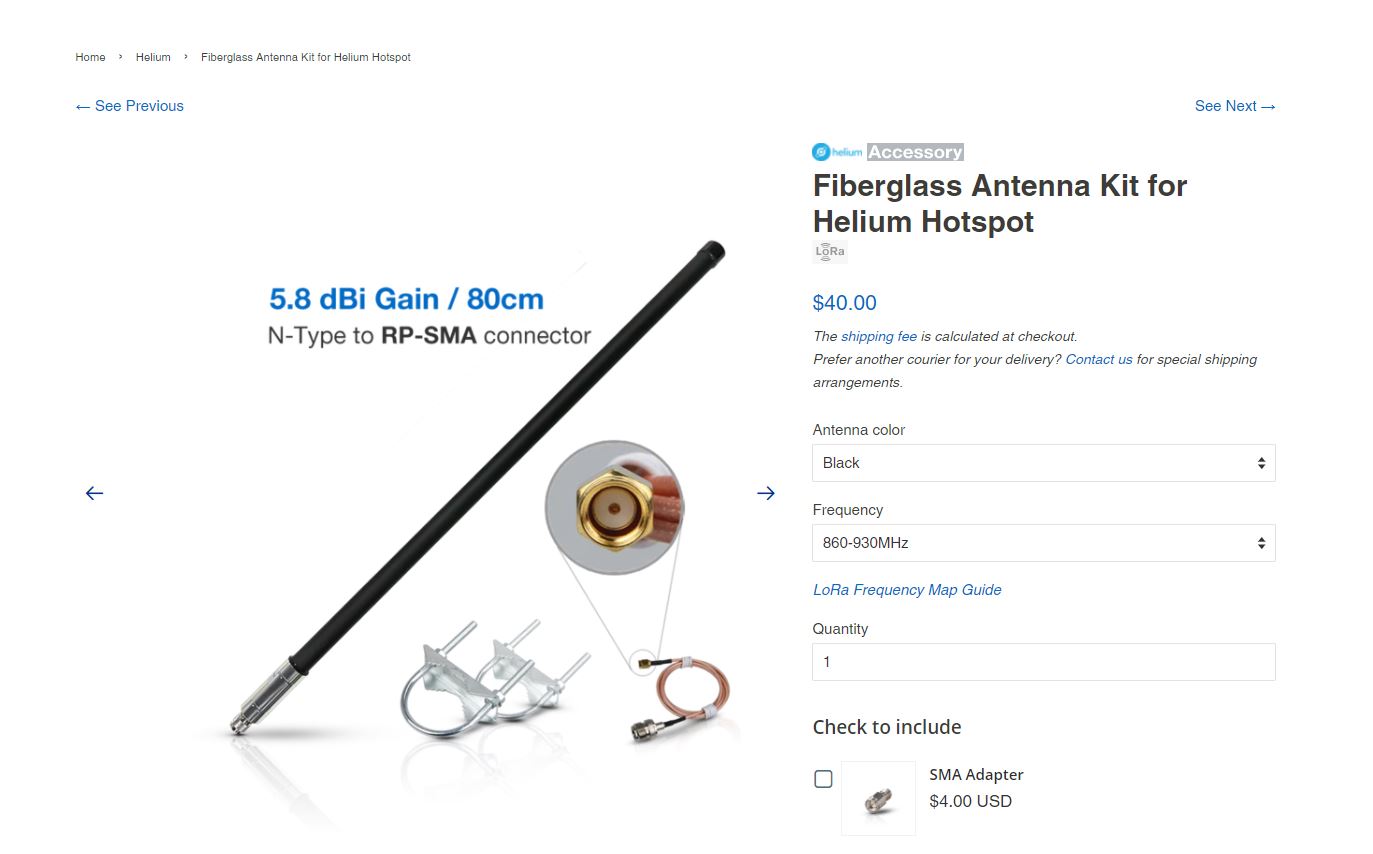 Home › Helium › Fiberglass Antenna Kit for Helium Hotspot
← See Previous
See Next →
helium Accessory
Fiberglass Antenna Kit for
Helium Hotspot
LoRa
5.8 dBi Gain / 80cm
N-Type to RP-SMA connector
$40.00
The shipping fee is calculated at checkout.
Prefer another courier for your delivery? Contact us for special shipping
arrangements.
Antenna color
Black
Frequency
860-930MHz
LoRa Frequency Map Guide
Quantity
1
Check to include
SMA Adapter
$4.00 USD